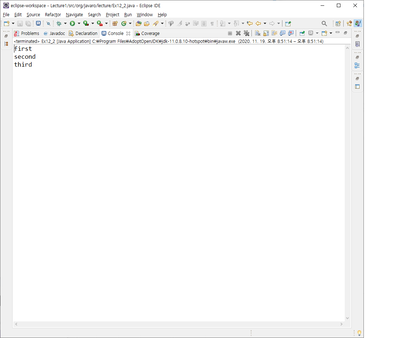 eclipse-workspace - Lecture1/src/org/javaro/lecture/Ex12_2.java - Eclipse IDE
File Edit Source Refactor Navigate Search Project Run Window Help
Problems Javadoc Declaration Console Coverage
<terminated> Ex12_2 [Java Application] C:₩Program Files₩AdoptOpenJDK₩jdk-11.0.9.10-hotspot₩bin₩javaw.exe (2020. 11. 19. 오후 8:51:14 – 오후 8:51:14)
First
second
third